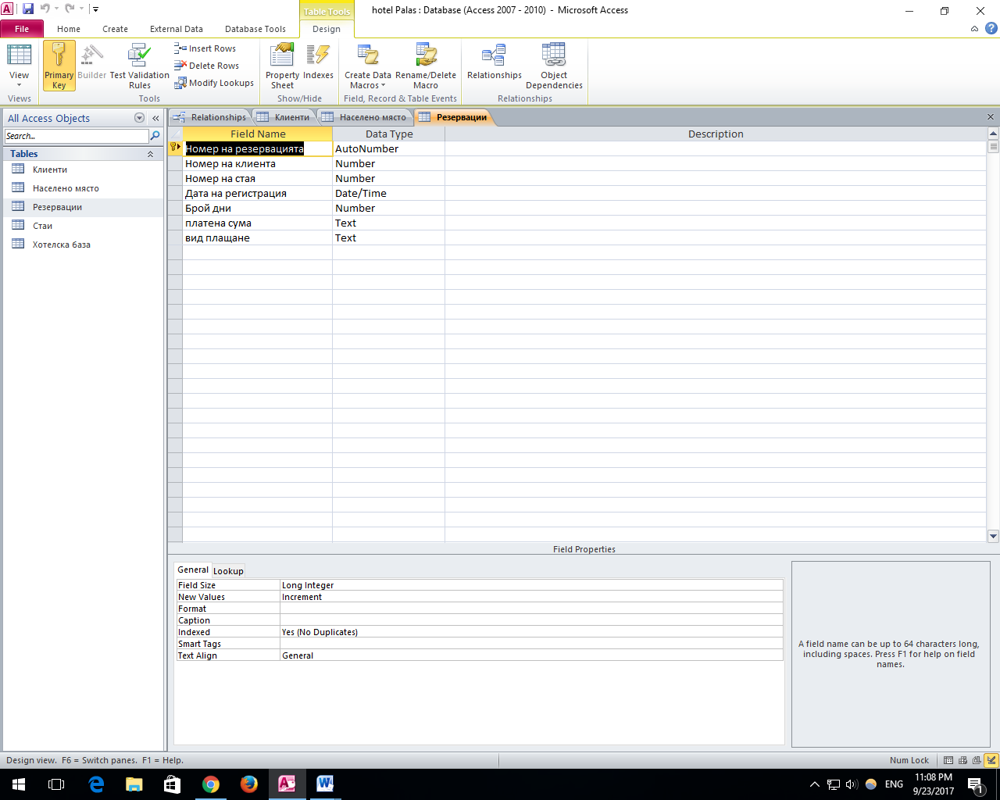 Table Tools
hotel Palas : Database (Access 2007 - 2010)  -  Microsoft Access
File Home Create External Data Database Tools Design
View
Primary Key
Builder
Test Validation Rules
Insert Rows
Delete Rows
Modify Lookups
Property Sheet
Indexes
Create Data Macros
Rename/Delete Macro
Relationships
Object Dependencies
Views Tools Show/Hide Field, Record & Table Events Relationships
All Access Objects
Search...
Tables
Клиенти
Населено място
Резервации
Стаи
Хотелска база
Relationships Клиенти Населено място Резервации
Field Name Data Type Description
Номер на резервацията AutoNumber
Номер на клиента Number
Номер на стая Number
Дата на регистрация Date/Time
Брой дни Number
платена сума Text
вид плащане Text
Field Properties
General Lookup
Field Size Long Integer
New Values Increment
Format
Caption
Indexed Yes (No Duplicates)
Smart Tags
Text Align General
A field name can be up to 64 characters long,
including spaces. Press F1 for help on field
names.
Design view.  F6 = Switch panes.  F1 = Help.
Num Lock
ENG
11:08 PM
9/23/2017
1